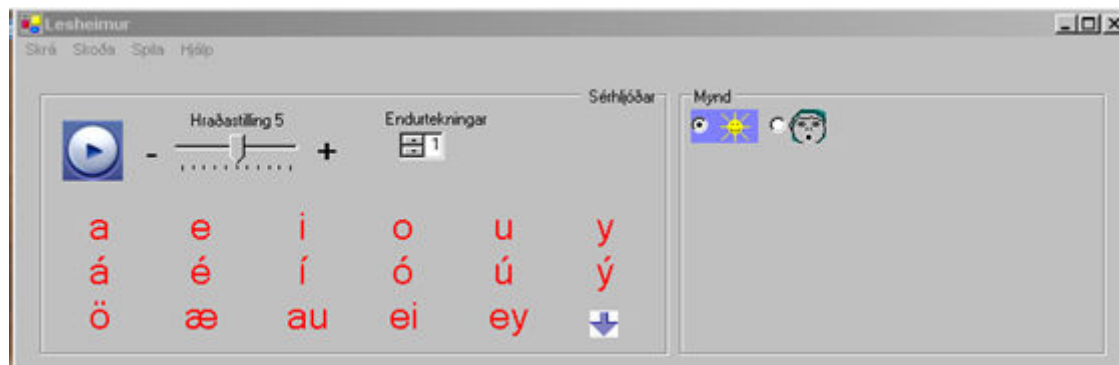 Lesheimur
Skrá Skoða Spila Hjálp
Sérhljóðar
Hraðastilling 5
Endurtekningar
- + 1
a e i o u y
á é í ó ú ý
ö æ au ei ey
Mynd